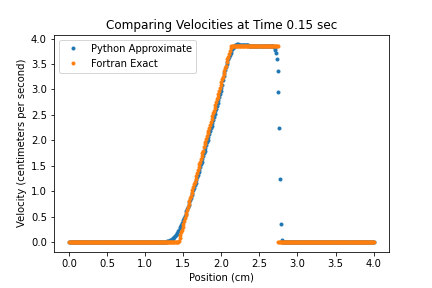 Comparing Velocities at Time 0.15 sec
Python Approximate
Fortran Exact
Velocity (centimeters per second)
4.0
3.5
3.0
2.5
2.0
1.5
1.0
0.5
0.0
0.0 0.5 1.0 1.5 2.0 2.5 3.0 3.5 4.0
Position (cm)